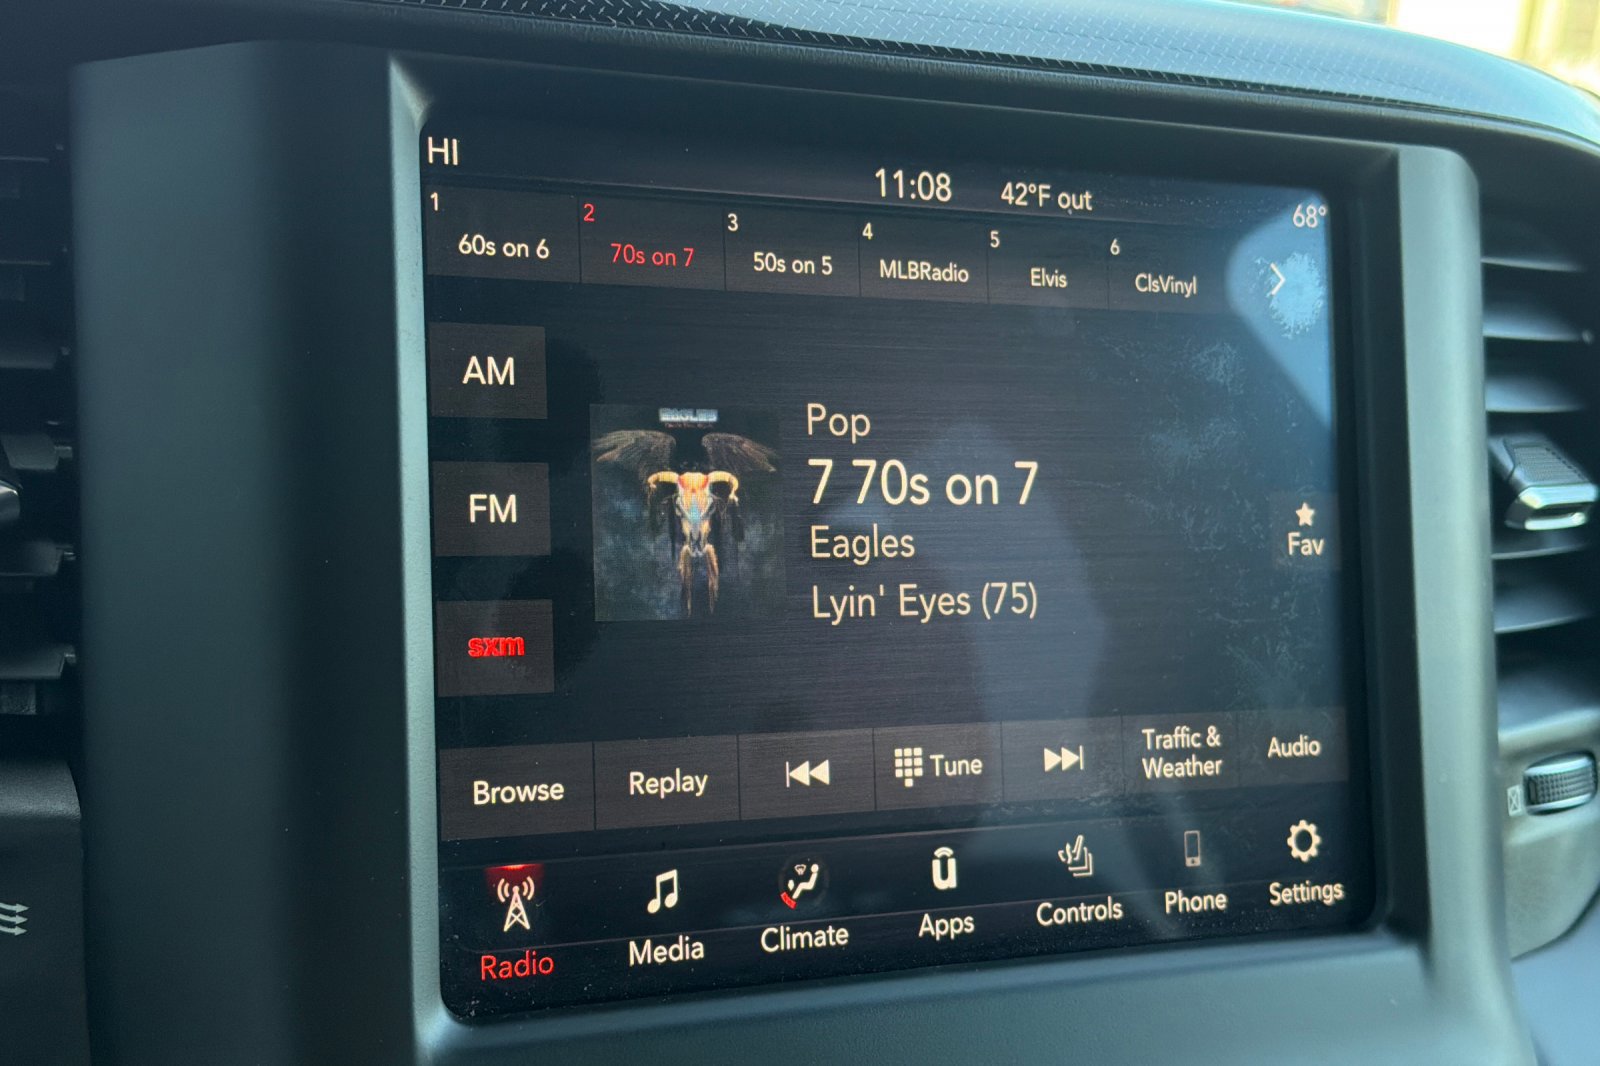 HI
11:08 42°F out
68°
1 60s on 6
2 70s on 7
3 50s on 5
4 MLBRadio
5 Elvis
6 ClsVinyl
AM
FM
sxm
EAGLES
Pop
7 70s on 7
Eagles
Lyin' Eyes (75)
Fav
Browse
Replay
Tune
Traffic &
Weather
Audio
Radio
Media
Climate
Apps
Controls
Phone
Settings